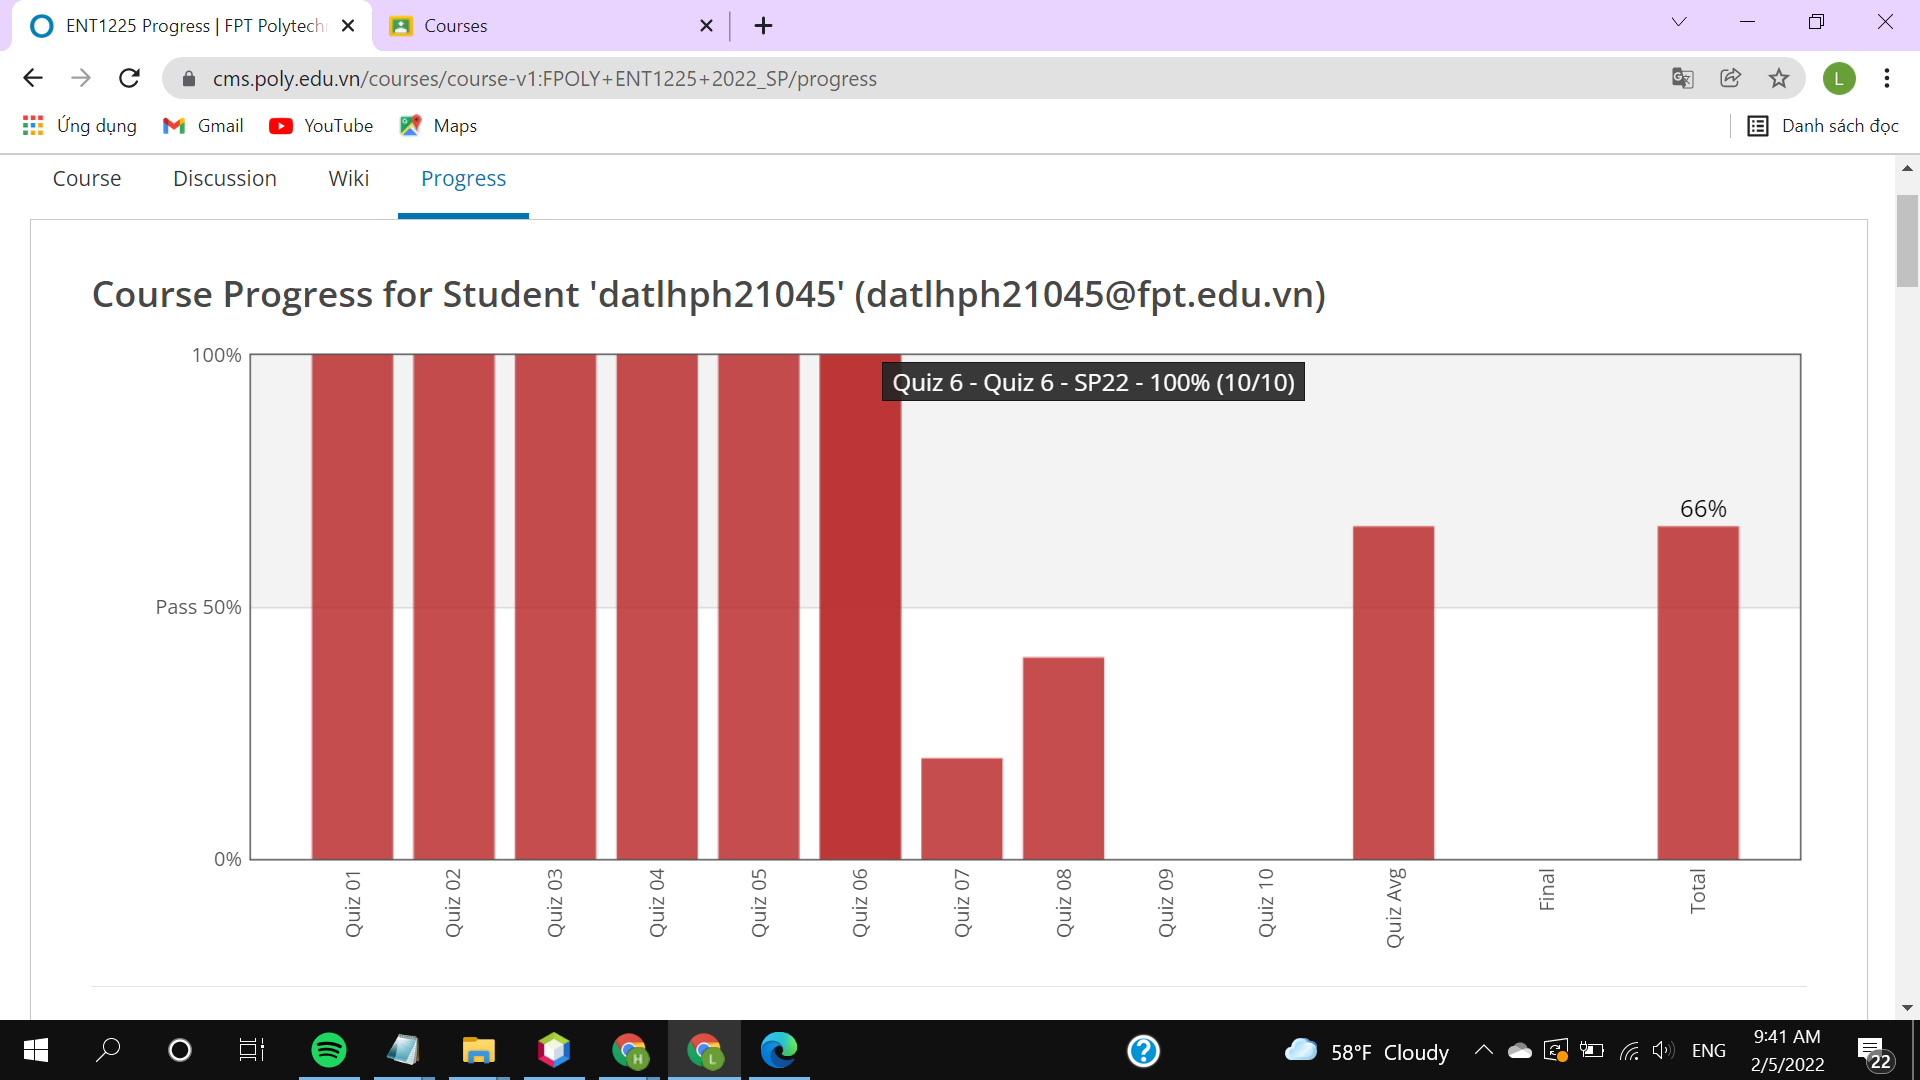 ENT1225 Progress | FPT Polytech
Courses
cms.poly.edu.vn/courses/course-v1:FPOLY+ENT1225+2022_SP/progress
L
Ứng dụng
Gmail
YouTube
Maps
Danh sách đọc
Course
Discussion
Wiki
Progress
Course Progress for Student 'datlhph21045' (datlhph21045@fpt.edu.vn)
100%
Quiz 6 - Quiz 6 - SP22 - 100% (10/10)
66%
Pass 50%
0%
Quiz 01
Quiz 02
Quiz 03
Quiz 04
Quiz 05
Quiz 06
Quiz 07
Quiz 08
Quiz 09
Quiz 10
Quiz Avg
Final
Total
H
L
58°F Cloudy
ENG
9:41 AM
2/5/2022
22